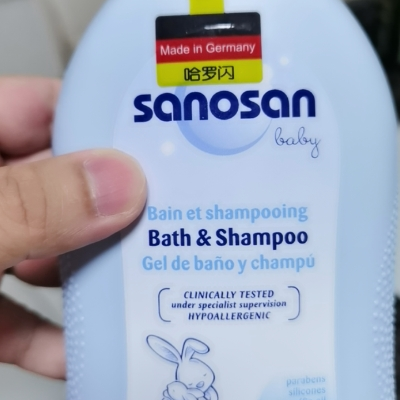 Made in Germany
哈罗闪
sanosan
baby
Bain et shampooing
Bath & Shampoo
Gel de baño y champú
CLINICALLY TESTED
under specialist supervision
HYPOALLERGENIC
parabens
silicones